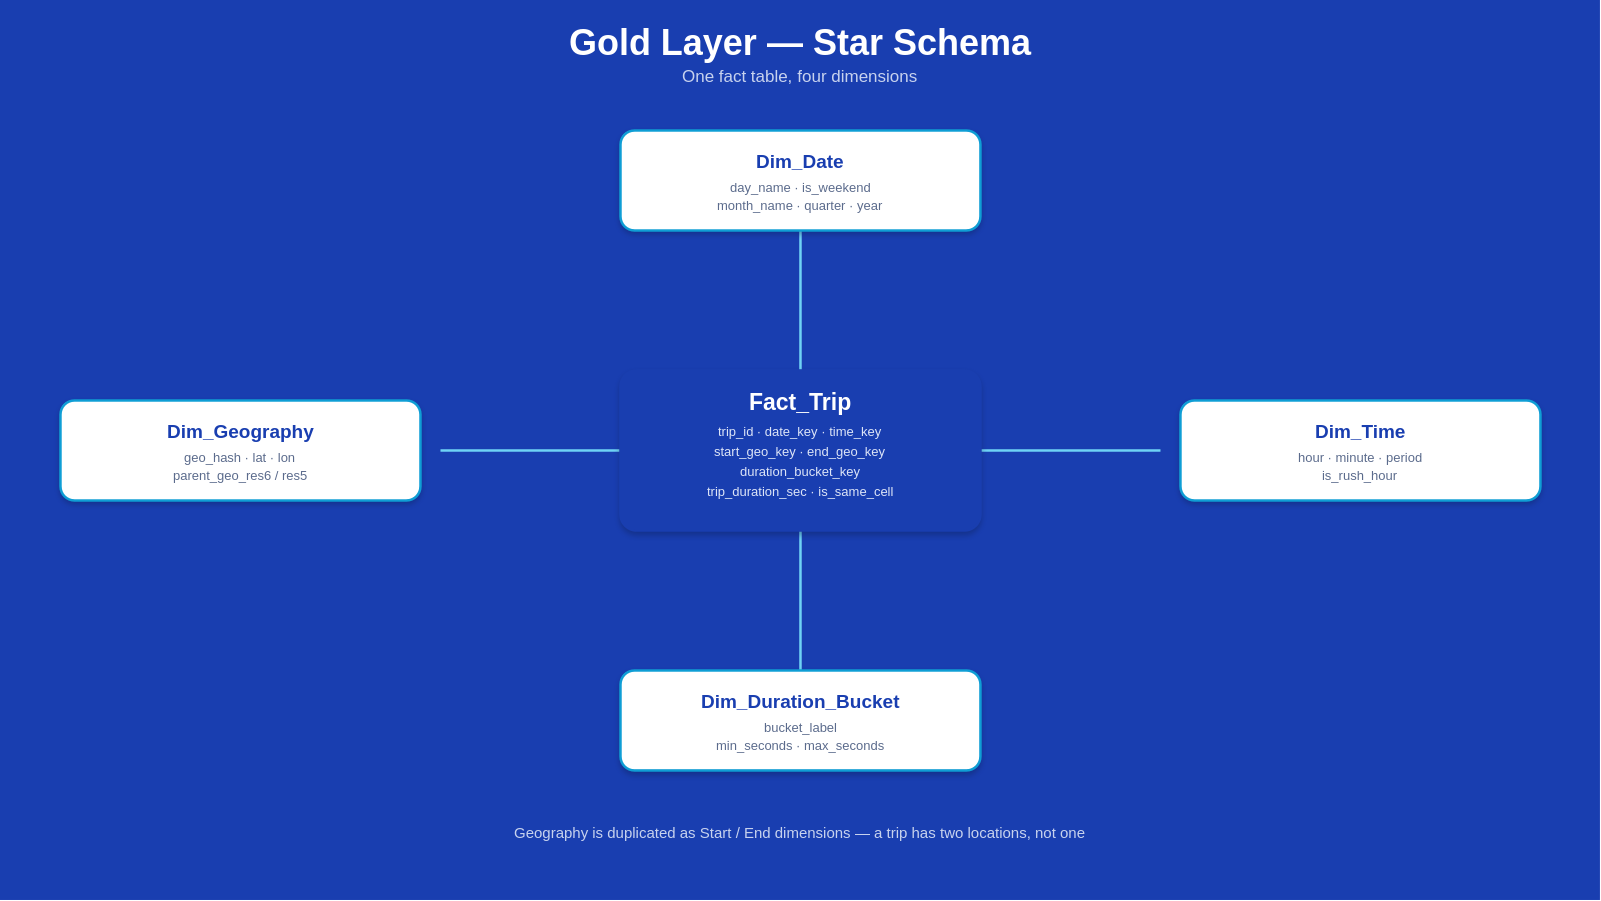 Gold Layer — Star Schema
One fact table, four dimensions
Dim_Date
day_name · is_weekend
month_name · quarter · year
Dim_Geography
geo_hash · lat · lon
parent_geo_res6 / res5
Fact_Trip
trip_id · date_key · time_key
start_geo_key · end_geo_key
duration_bucket_key
trip_duration_sec · is_same_cell
Dim_Time
hour · minute · period
is_rush_hour
Dim_Duration_Bucket
bucket_label
min_seconds · max_seconds
Geography is duplicated as Start / End dimensions — a trip has two locations, not one